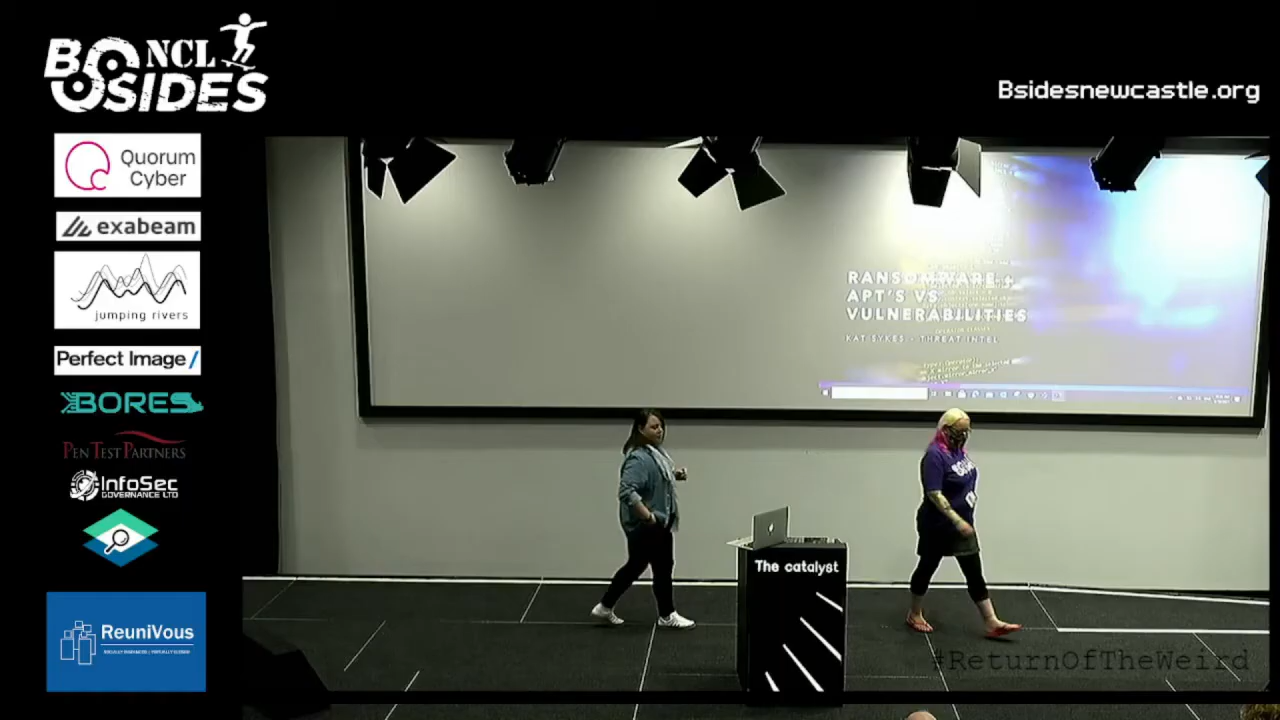 B SIDES NCL
Bsidesnewcastle.org
Quorum
Cyber
exabeam
jumping rivers
Perfect Image/
BORES
PEN TEST PARTNERS
InfoSec
GOVERNANCE LTD
ReuniVous
RANSOMWARE +
APT'S VS
VULNERABILITIES
KAT SYKES - THREAT INTEL
The catalyst
#ReturnOfTheWeird